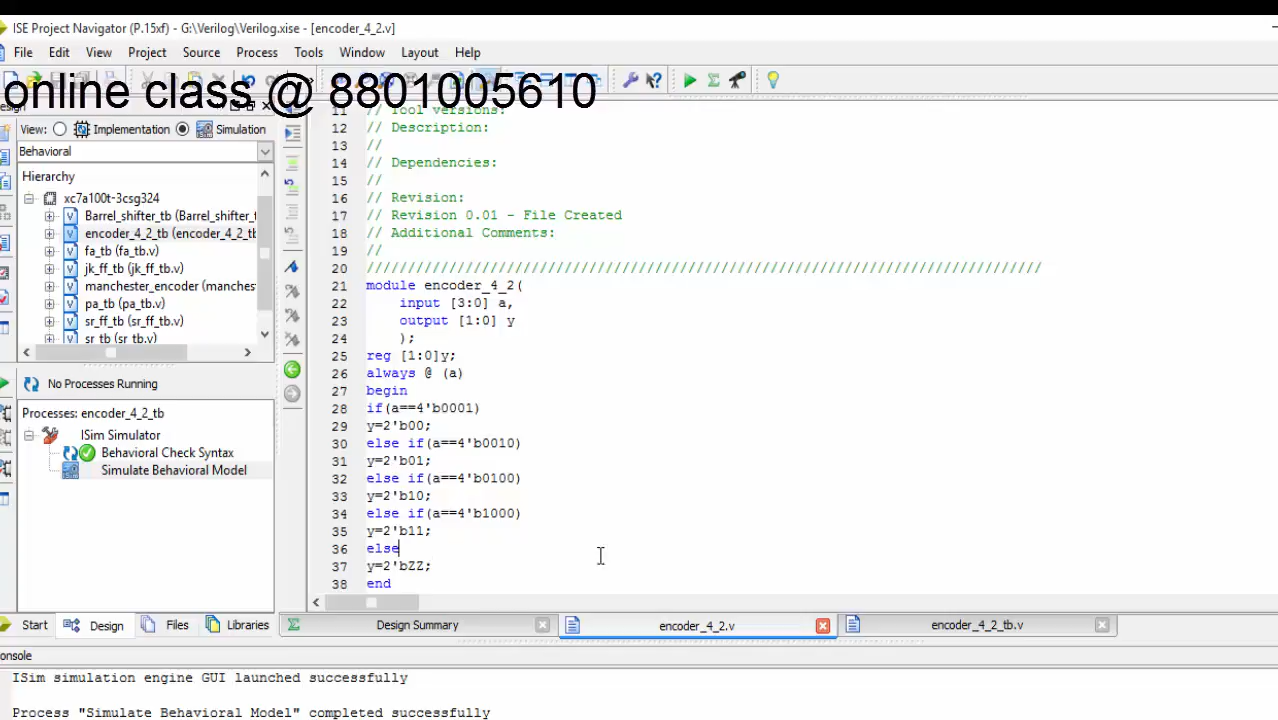 ISE Project Navigator (P.15xf) - G:\Verilog\Verilog.xise - [encoder_4_2.v]
File Edit View Project Source Process Tools Window Layout Help
online class @ 8801005610
View: Implementation Simulation
Behavioral
Hierarchy
xc7a100t-3csg324
Barrel_shifter_tb (Barrel_shifter_t
encoder_4_2_tb (encoder_4_2_tb
fa_tb (fa_tb.v)
jk_ff_tb (jk_ff_tb.v)
manchester_encoder (manches
pa_tb (pa_tb.v)
sr_ff_tb (sr_ff_tb.v)
sr_tb (sr_tb.v)
No Processes Running
Processes: encoder_4_2_tb
ISim Simulator
Behavioral Check Syntax
Simulate Behavioral Model
11 // Tool versions:
12 // Description:
13 //
14 // Dependencies:
15 //
16 // Revision:
17 // Revision 0.01 - File Created
18 // Additional Comments:
19 //
20 //////////////////////////////////////////////////////////////////////////////////
21 module encoder_4_2(
22 input [3:0] a,
23 output [1:0] y
24 );
25 reg [1:0]y;
26 always @ (a)
27 begin
28 if(a==4'b0001)
29 y=2'b00;
30 else if(a==4'b0010)
31 y=2'b01;
32 else if(a==4'b0100)
33 y=2'b10;
34 else if(a==4'b1000)
35 y=2'b11;
36 else
37 y=2'bZZ;
38 end
Start Design Files Libraries
Design Summary encoder_4_2.v encoder_4_2_tb.v
onsole
ISim simulation engine GUI launched successfully
Process "Simulate Behavioral Model" completed successfully